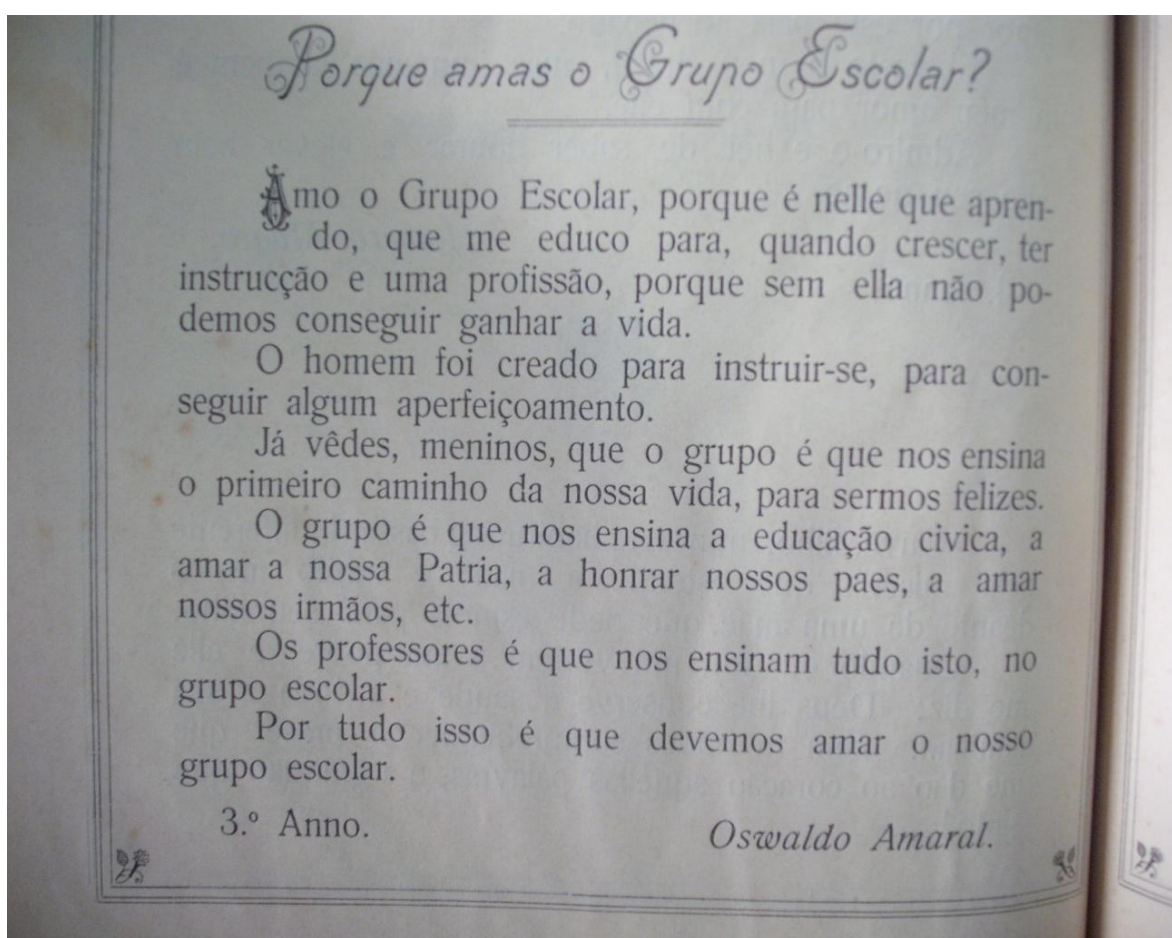 Porque amas o Grupo Escolar?
Amo o Grupo Escolar, porque é nelle que apren-
do, que me educo para, quando crescer, ter
instrucção e uma profissão, porque sem ella não po-
demos conseguir ganhar a vida.
O homem foi creado para instruir-se, para con-
seguir algum aperfeiçoamento.
Já vêdes, meninos, que o grupo é que nos ensina
o primeiro caminho da nossa vida, para sermos felizes.
O grupo é que nos ensina a educação civica, a
amar a nossa Patria, a honrar nossos paes, a amar
nossos irmãos, etc.
Os professores é que nos ensinam tudo isto, no
grupo escolar.
Por tudo isso é que devemos amar o nosso
grupo escolar.
3.º Anno.
Oswaldo Amaral.